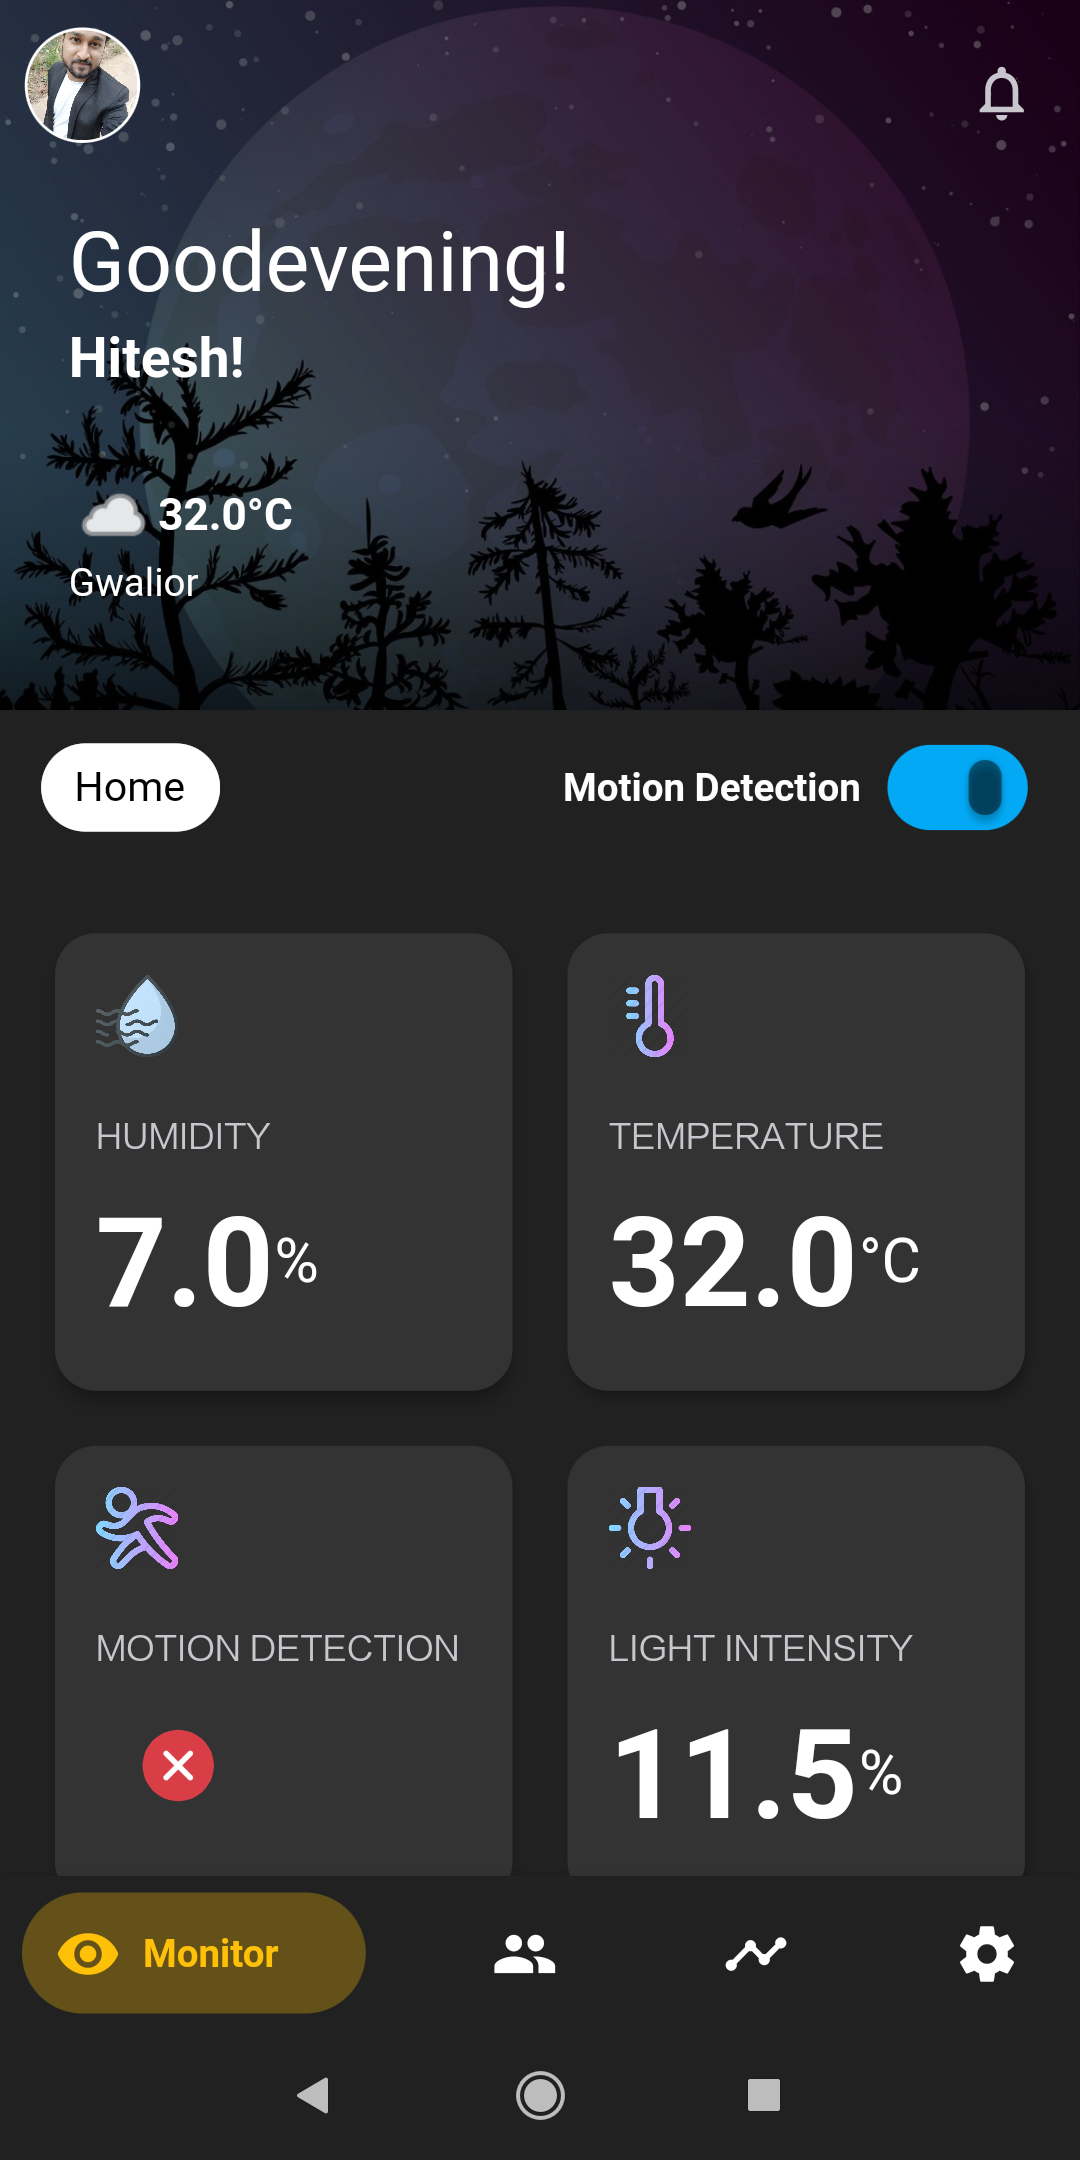 Goodevening!
Hitesh!
32.0°C
Gwalior
Home
Motion Detection
HUMIDITY
7.0%
TEMPERATURE
32.0°C
MOTION DETECTION
LIGHT INTENSITY
11.5%
Monitor